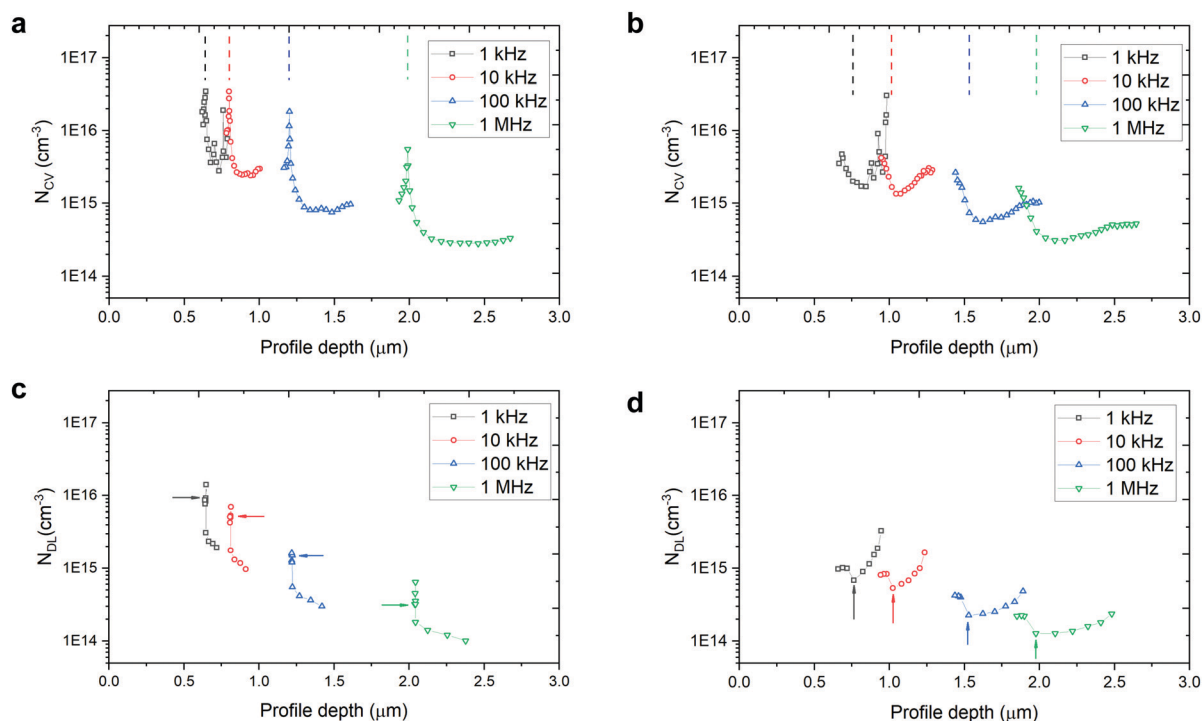 a
1 kHz
10 kHz
100 kHz
1 MHz
1E17
1E16
1E15
1E14
N_CV (cm⁻³)
0.0 0.5 1.0 1.5 2.0 2.5 3.0
Profile depth (μm)
b
1 kHz
10 kHz
100 kHz
1 MHz
1E17
1E16
1E15
1E14
N_CV (cm⁻³)
0.0 0.5 1.0 1.5 2.0 2.5 3.0
Profile depth (μm)
c
1 kHz
10 kHz
100 kHz
1 MHz
1E17
1E16
1E15
1E14
N_DL(cm⁻³)
0.0 0.5 1.0 1.5 2.0 2.5 3.0
Profile depth (μm)
d
1 kHz
10 kHz
100 kHz
1 MHz
1E17
1E16
1E15
1E14
N_DL(cm⁻³)
0.0 0.5 1.0 1.5 2.0 2.5 3.0
Profile depth (μm)